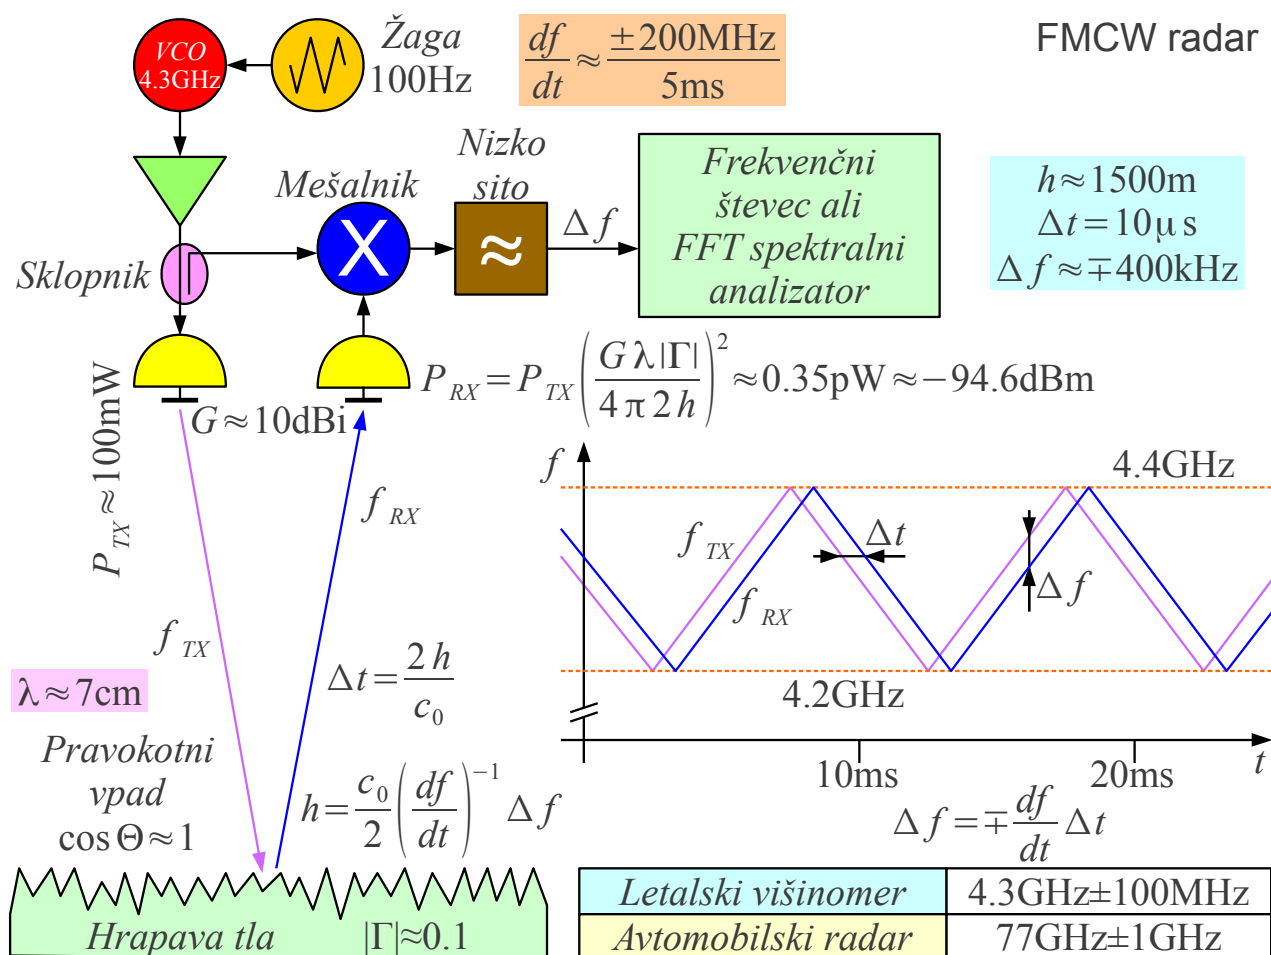 FMCW radar
VCO
4.3GHz
Žaga
100Hz
df/dt ≈ ±200MHz/5ms
Nizko
sito
Mešalnik
X
≈
Δf
Frekvenčni
števec ali
FFT spektralni
analizator
h≈1500m
Δt=10μs
Δf≈∓400kHz
Sklopnik
P_TX≈100mW
G≈10dBi
P_RX=P_TX(Gλ|Γ|/4π2h)²≈0.35pW≈−94.6dBm
f_TX
f_RX
Δt=2h/c₀
λ≈7cm
Pravokotni
vpad
cosΘ≈1
h=c₀/2(df/dt)⁻¹Δf
Hrapava tla |Γ|≈0.1
f
4.4GHz
f_TX
Δt
f_RX
Δf
4.2GHz
10ms
20ms
t
Δf=∓df/dt Δt
Letalski višinomer 4.3GHz±100MHz
Avtomobilski radar 77GHz±1GHz